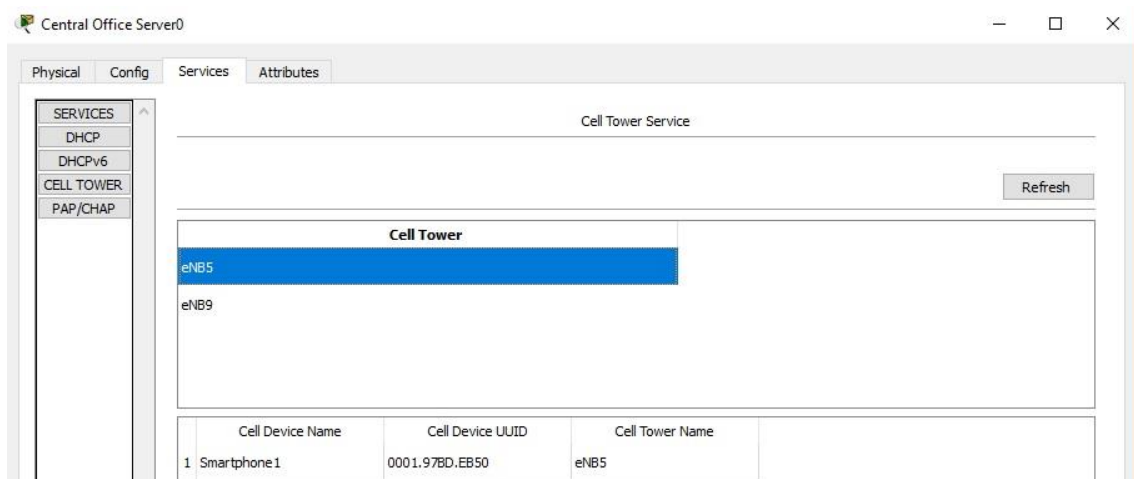 Central Office Server0
Physical Config Services Attributes
SERVICES
DHCP
DHCPv6
CELL TOWER
PAP/CHAP
Cell Tower Service
Refresh
Cell Tower
eNB5
eNB9
Cell Device Name Cell Device UUID Cell Tower Name
1 Smartphone1 0001.97BD.EB50 eNB5